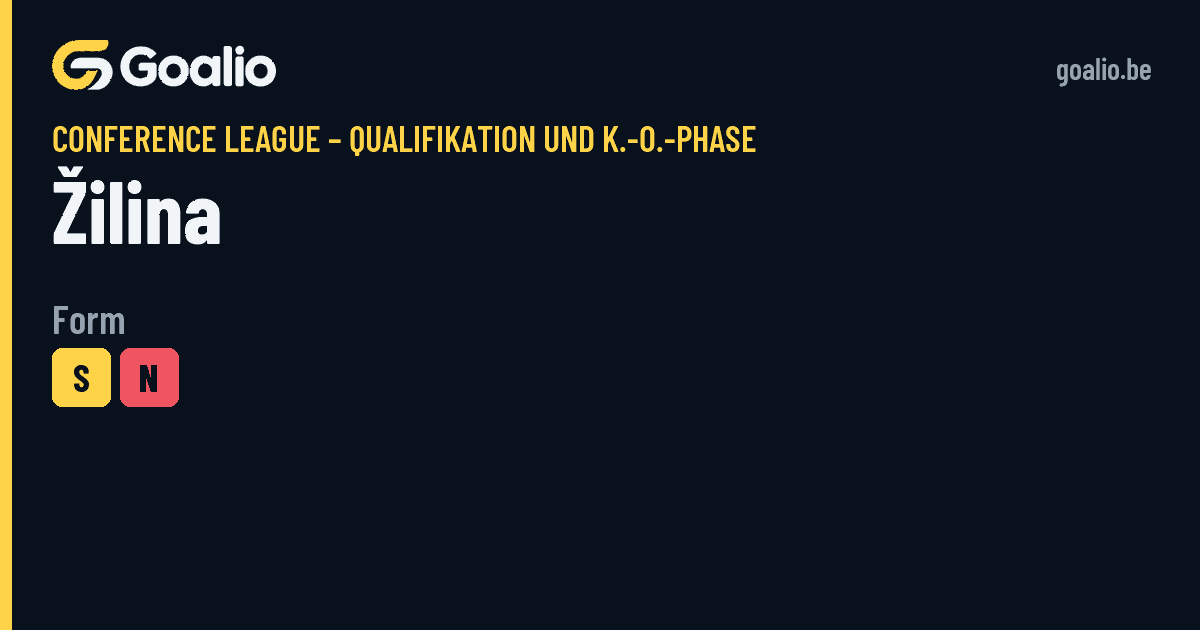 Goalio
goalio.be
CONFERENCE LEAGUE – QUALIFIKATION UND K.-O.-PHASE
Žilina
Form
S N